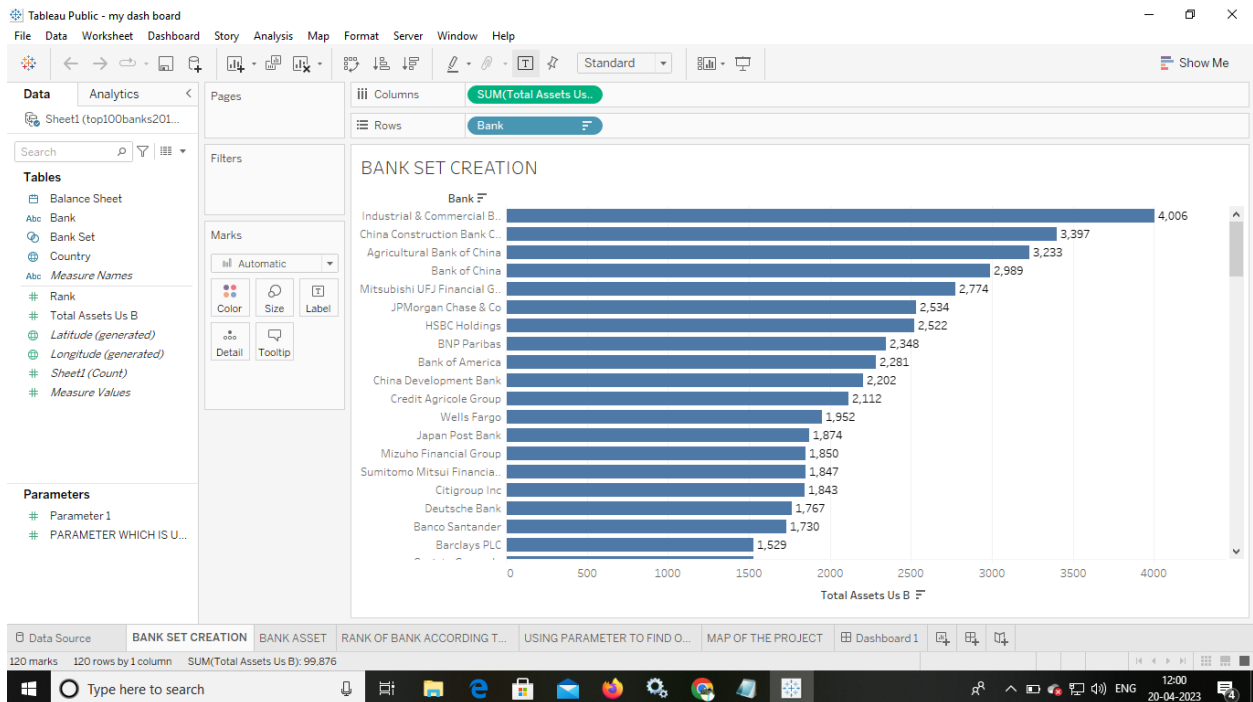 Tableau Public - my dash board
File Data Worksheet Dashboard Story Analysis Map Format Server Window Help
Standard
Show Me
Data Analytics
Sheet1 (top100banks201...
Search
Tables
Balance Sheet
Abc Bank
Bank Set
Country
Abc Measure Names
# Rank
# Total Assets Us B
Latitude (generated)
Longitude (generated)
# Sheet1 (Count)
# Measure Values
Parameters
# Parameter 1
# PARAMETER WHICH IS U...
Pages
Filters
Marks
Automatic
Color Size Label
Detail Tooltip
Columns SUM(Total Assets Us..
Rows Bank
BANK SET CREATION
Bank
Industrial & Commercial B.. 4,006
China Construction Bank C.. 3,397
Agricultural Bank of China 3,233
Bank of China 2,989
Mitsubishi UFJ Financial G.. 2,774
JPMorgan Chase & Co 2,534
HSBC Holdings 2,522
BNP Paribas 2,348
Bank of America 2,281
China Development Bank 2,202
Credit Agricole Group 2,112
Wells Fargo 1,952
Japan Post Bank 1,874
Mizuho Financial Group 1,850
Sumitomo Mitsui Financia.. 1,847
Citigroup Inc 1,843
Deutsche Bank 1,767
Banco Santander 1,730
Barclays PLC 1,529
0 500 1000 1500 2000 2500 3000 3500 4000
Total Assets Us B
Data Source BANK SET CREATION BANK ASSET RANK OF BANK ACCORDING T... USING PARAMETER TO FIND O... MAP OF THE PROJECT Dashboard 1
120 marks 120 rows by 1 column SUM(Total Assets Us B): 99,876
Type here to search
ENG
12:00
20-04-2023
4